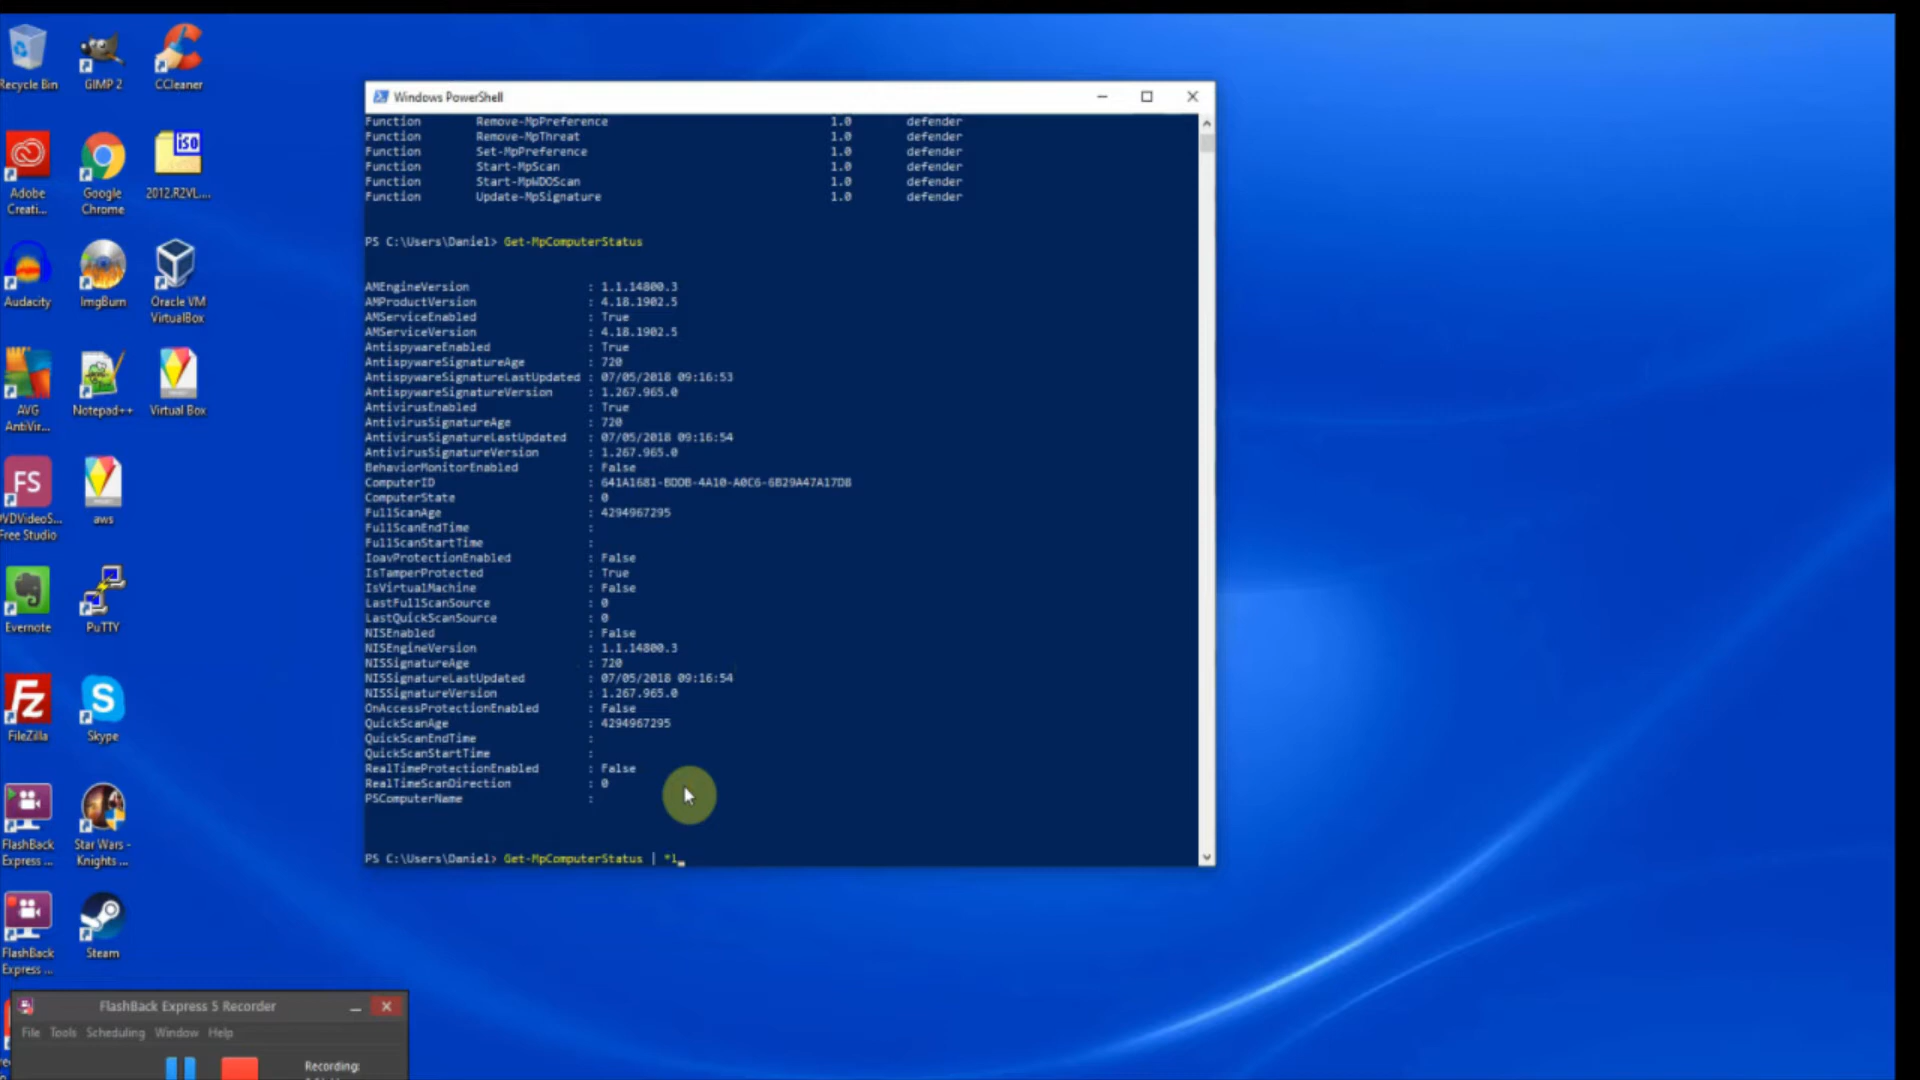 Recycle Bin
GIMP 2
CCleaner
Adobe
Creati...
Google
Chrome
ISO
2012.R2VL....
Audacity
ImgBurn
Oracle VM
VirtualBox
AVG
AntiVir...
Notepad++
Virtual Box
FS
DVDVideoS...
Free Studio
aws
Evernote
PuTTY
FileZilla
Skype
FlashBack
Express ...
Star Wars -
Knights ...
FlashBack
Express ...
Steam
Windows PowerShell
Function Remove-MpPreference 1.0 defender
Function Remove-MpThreat 1.0 defender
Function Set-MpPreference 1.0 defender
Function Start-MpScan 1.0 defender
Function Start-MpWDOScan 1.0 defender
Function Update-MpSignature 1.0 defender
PS C:\Users\Daniel> Get-MpComputerStatus
AMEngineVersion : 1.1.14800.3
AMProductVersion : 4.18.1902.5
AMServiceEnabled : True
AMServiceVersion : 4.18.1902.5
AntispywareEnabled : True
AntispywareSignatureAge : 720
AntispywareSignatureLastUpdated : 07/05/2018 09:16:53
AntispywareSignatureVersion : 1.267.965.0
AntivirusEnabled : True
AntivirusSignatureAge : 720
AntivirusSignatureLastUpdated : 07/05/2018 09:16:54
AntivirusSignatureVersion : 1.267.965.0
BehaviorMonitorEnabled : False
ComputerID : 641A1681-BDDB-4A10-A0C6-6B29A47A17DB
ComputerState : 0
FullScanAge : 4294967295
FullScanEndTime :
FullScanStartTime :
IoavProtectionEnabled : False
IsTamperProtected : True
IsVirtualMachine : False
LastFullScanSource : 0
LastQuickScanSource : 0
NISEnabled : False
NISEngineVersion : 1.1.14800.3
NISSignatureAge : 720
NISSignatureLastUpdated : 07/05/2018 09:16:54
NISSignatureVersion : 1.267.965.0
OnAccessProtectionEnabled : False
QuickScanAge : 4294967295
QuickScanEndTime :
QuickScanStartTime :
RealTimeProtectionEnabled : False
RealTimeScanDirection : 0
PSComputerName :
PS C:\Users\Daniel> Get-MpComputerStatus | *l_
FlashBack Express 5 Recorder
File Tools Scheduling Window Help
Recording: